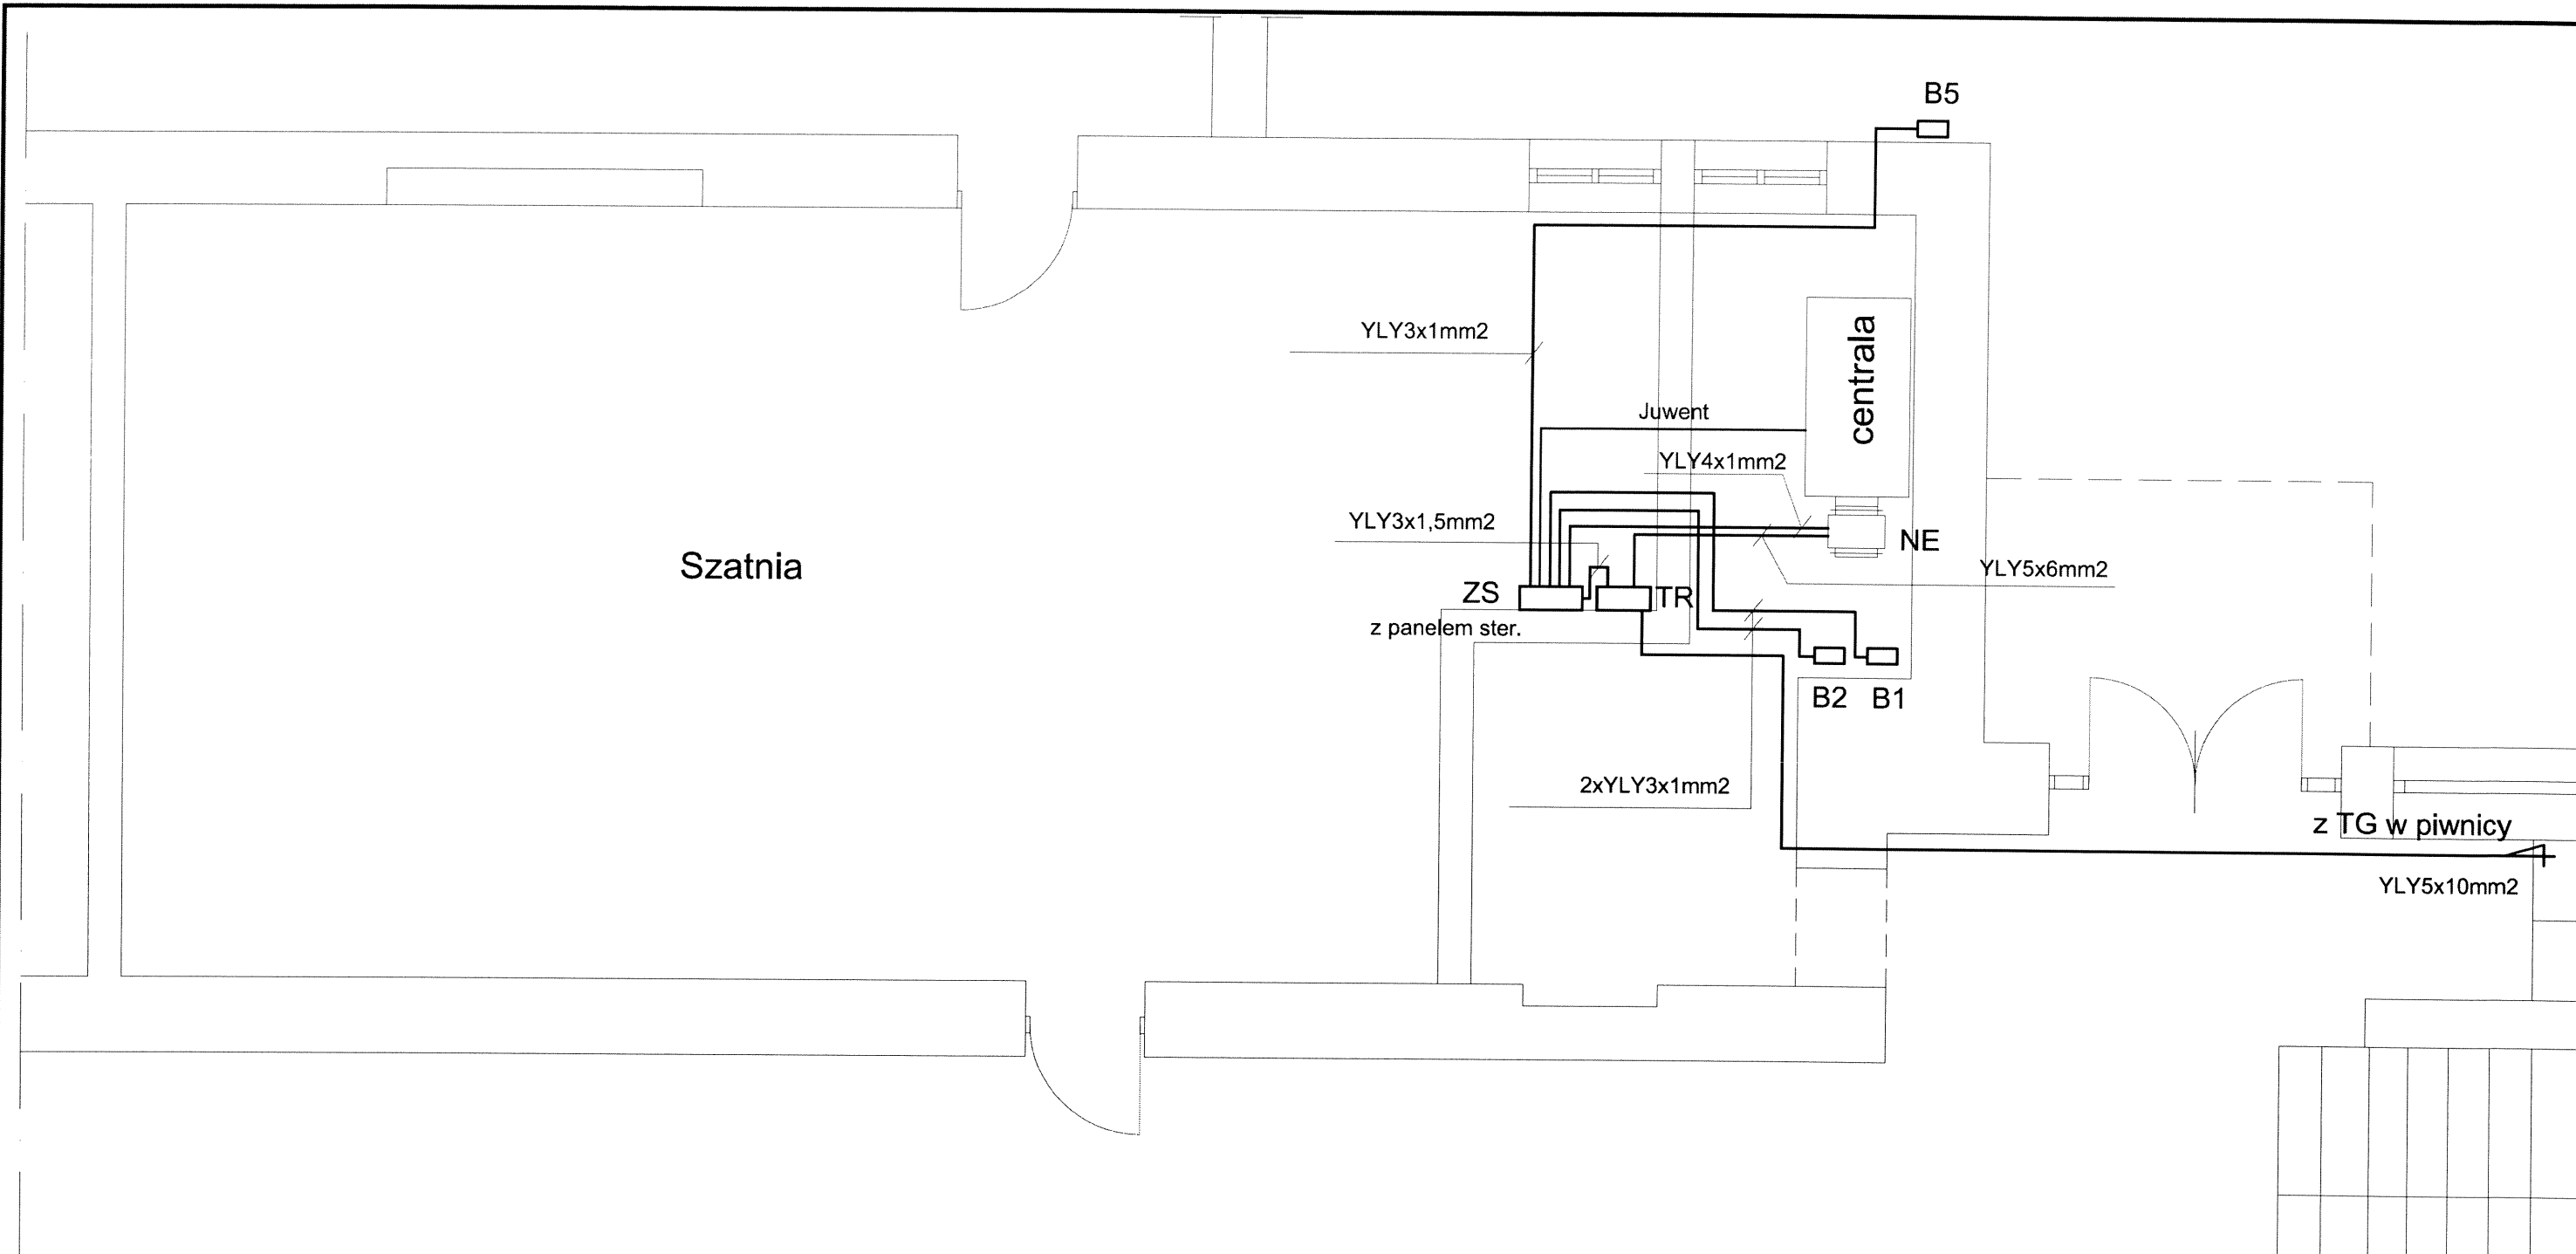 B5
YLY3x1mm2
centrala
Juwent
YLY4x1mm2
YLY3x1,5mm2
NE
Szatnia
YLY5x6mm2
ZS
TR
z panelem ster.
B2
B1
2xYLY3x1mm2
z TG w piwnicy
YLY5x10mm2